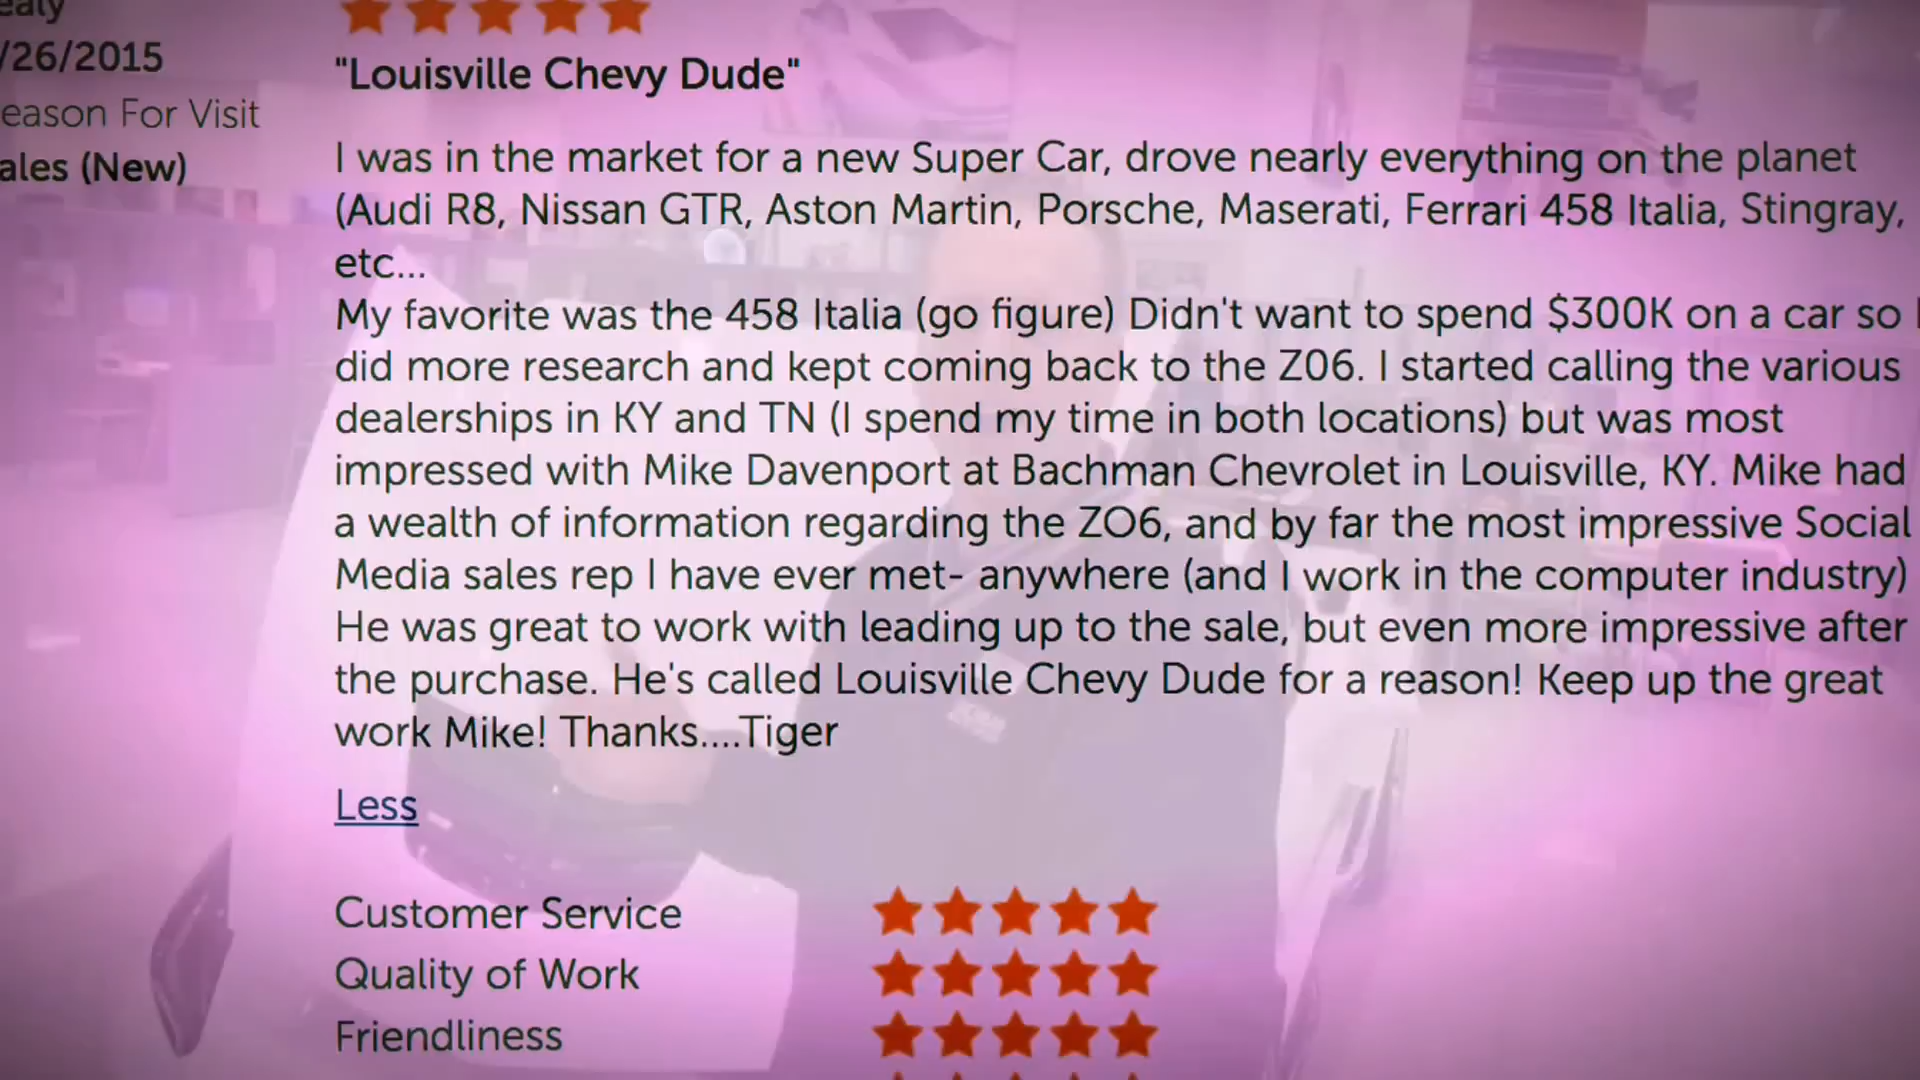 ealy
/26/2015
eason For Visit
ales (New)
"Louisville Chevy Dude"
I was in the market for a new Super Car, drove nearly everything on the planet
(Audi R8, Nissan GTR, Aston Martin, Porsche, Maserati, Ferrari 458 Italia, Stingray,
etc...
My favorite was the 458 Italia (go figure) Didn't want to spend $300K on a car so I
did more research and kept coming back to the Z06. I started calling the various
dealerships in KY and TN (I spend my time in both locations) but was most
impressed with Mike Davenport at Bachman Chevrolet in Louisville, KY. Mike had
a wealth of information regarding the ZO6, and by far the most impressive Social
Media sales rep I have ever met- anywhere (and I work in the computer industry)
He was great to work with leading up to the sale, but even more impressive after
the purchase. He's called Louisville Chevy Dude for a reason! Keep up the great
work Mike! Thanks....Tiger
Less
Customer Service
Quality of Work
Friendliness